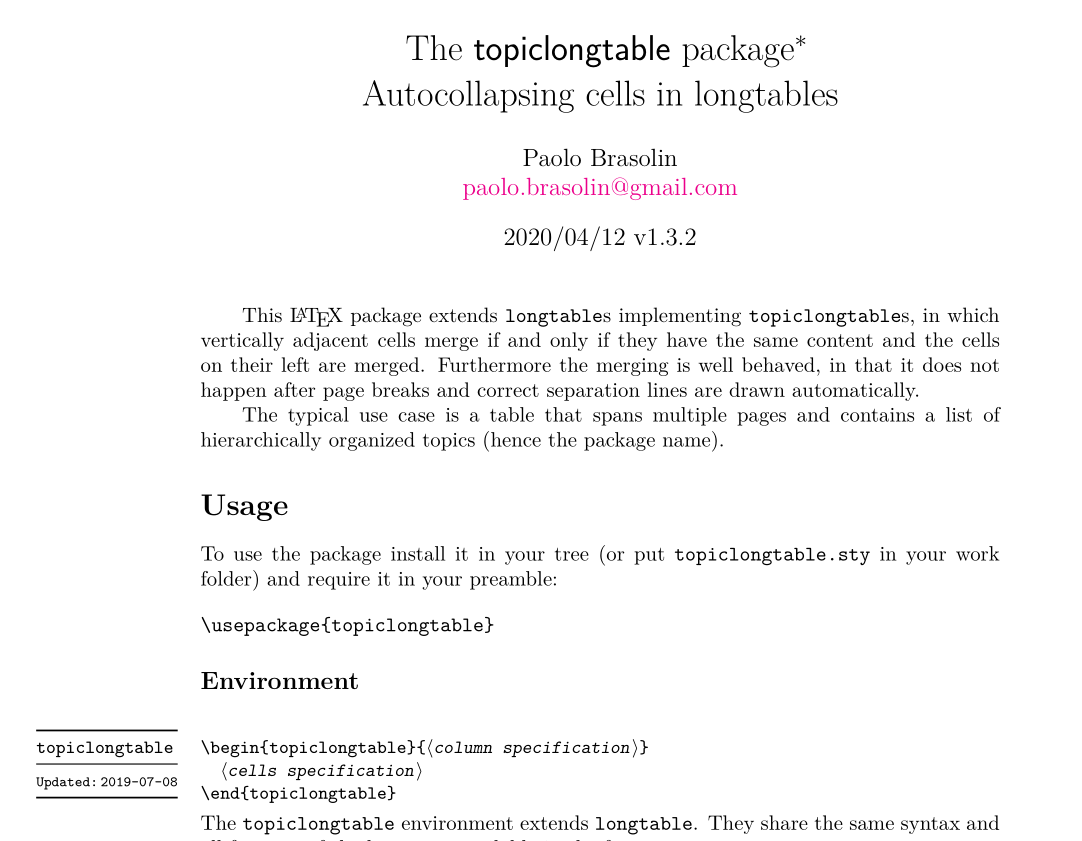 The topiclongtable package*
Autocollapsing cells in longtables
Paolo Brasolin
paolo.brasolin@gmail.com
2020/04/12 v1.3.2
This LATEX package extends longtables implementing topiclongtables, in which
vertically adjacent cells merge if and only if they have the same content and the cells
on their left are merged. Furthermore the merging is well behaved, in that it does not
happen after page breaks and correct separation lines are drawn automatically.
The typical use case is a table that spans multiple pages and contains a list of
hierarchically organized topics (hence the package name).
Usage
To use the package install it in your tree (or put topiclongtable.sty in your work
folder) and require it in your preamble:
\usepackage{topiclongtable}
Environment
topiclongtable
Updated: 2019-07-08
\begin{topiclongtable}{⟨column specification⟩}
⟨cells specification⟩
\end{topiclongtable}
The topiclongtable environment extends longtable. They share the same syntax and